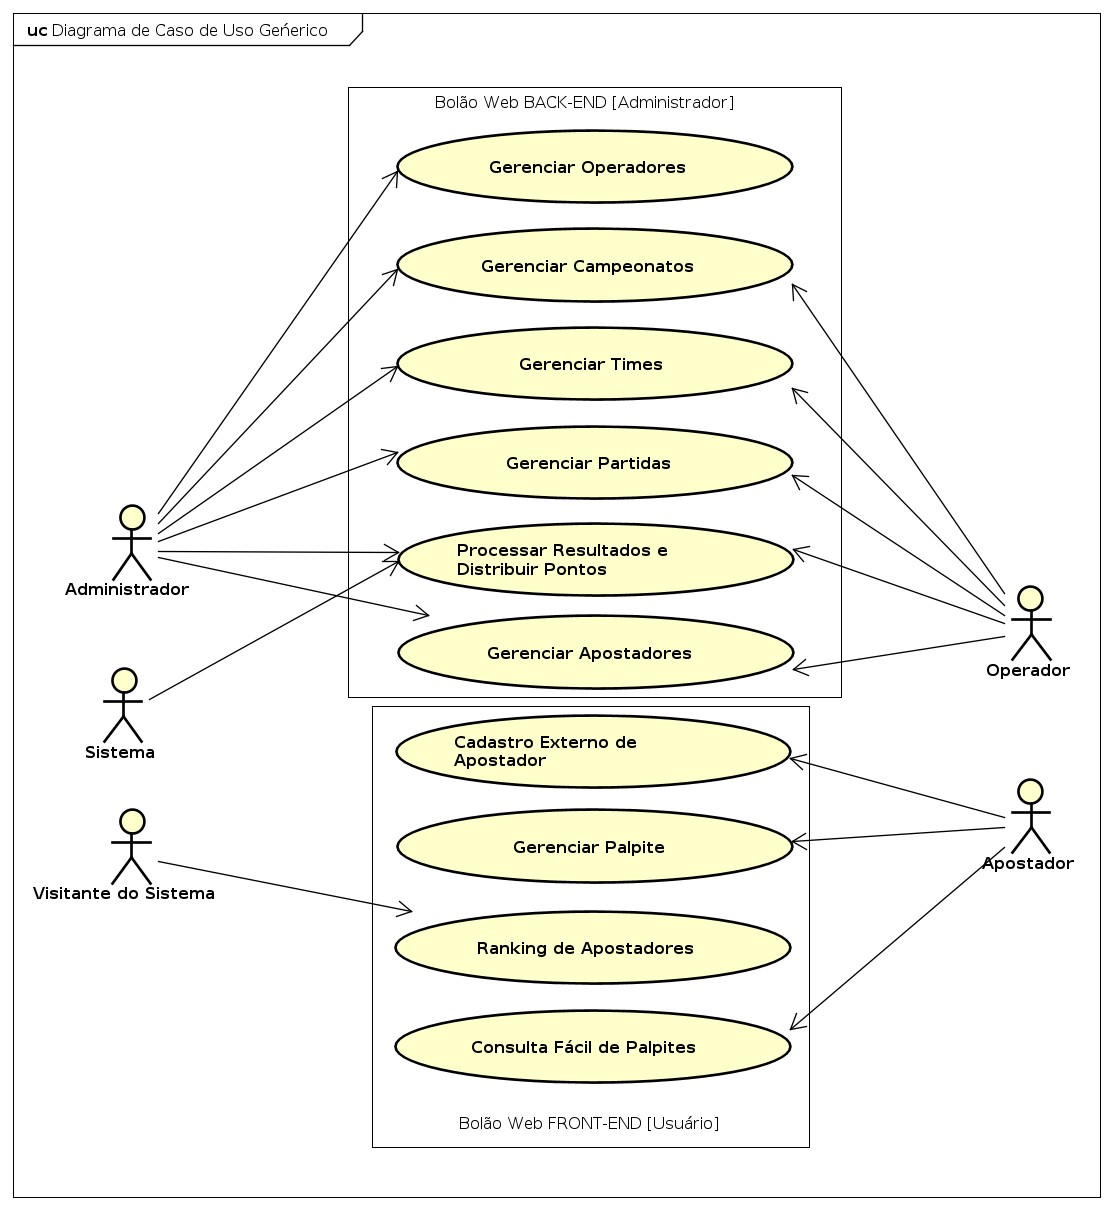 uc Diagrama de Caso de Uso Geńerico
Bolão Web BACK-END [Administrador]
Gerenciar Operadores
Gerenciar Campeonatos
Gerenciar Times
Gerenciar Partidas
Processar Resultados e
Distribuir Pontos
Administrador
Gerenciar Apostadores
Operador
Sistema
Cadastro Externo de
Apostador
Gerenciar Palpite
Apostador
Visitante do Sistema
Ranking de Apostadores
Consulta Fácil de Palpites
Bolão Web FRONT-END [Usuário]